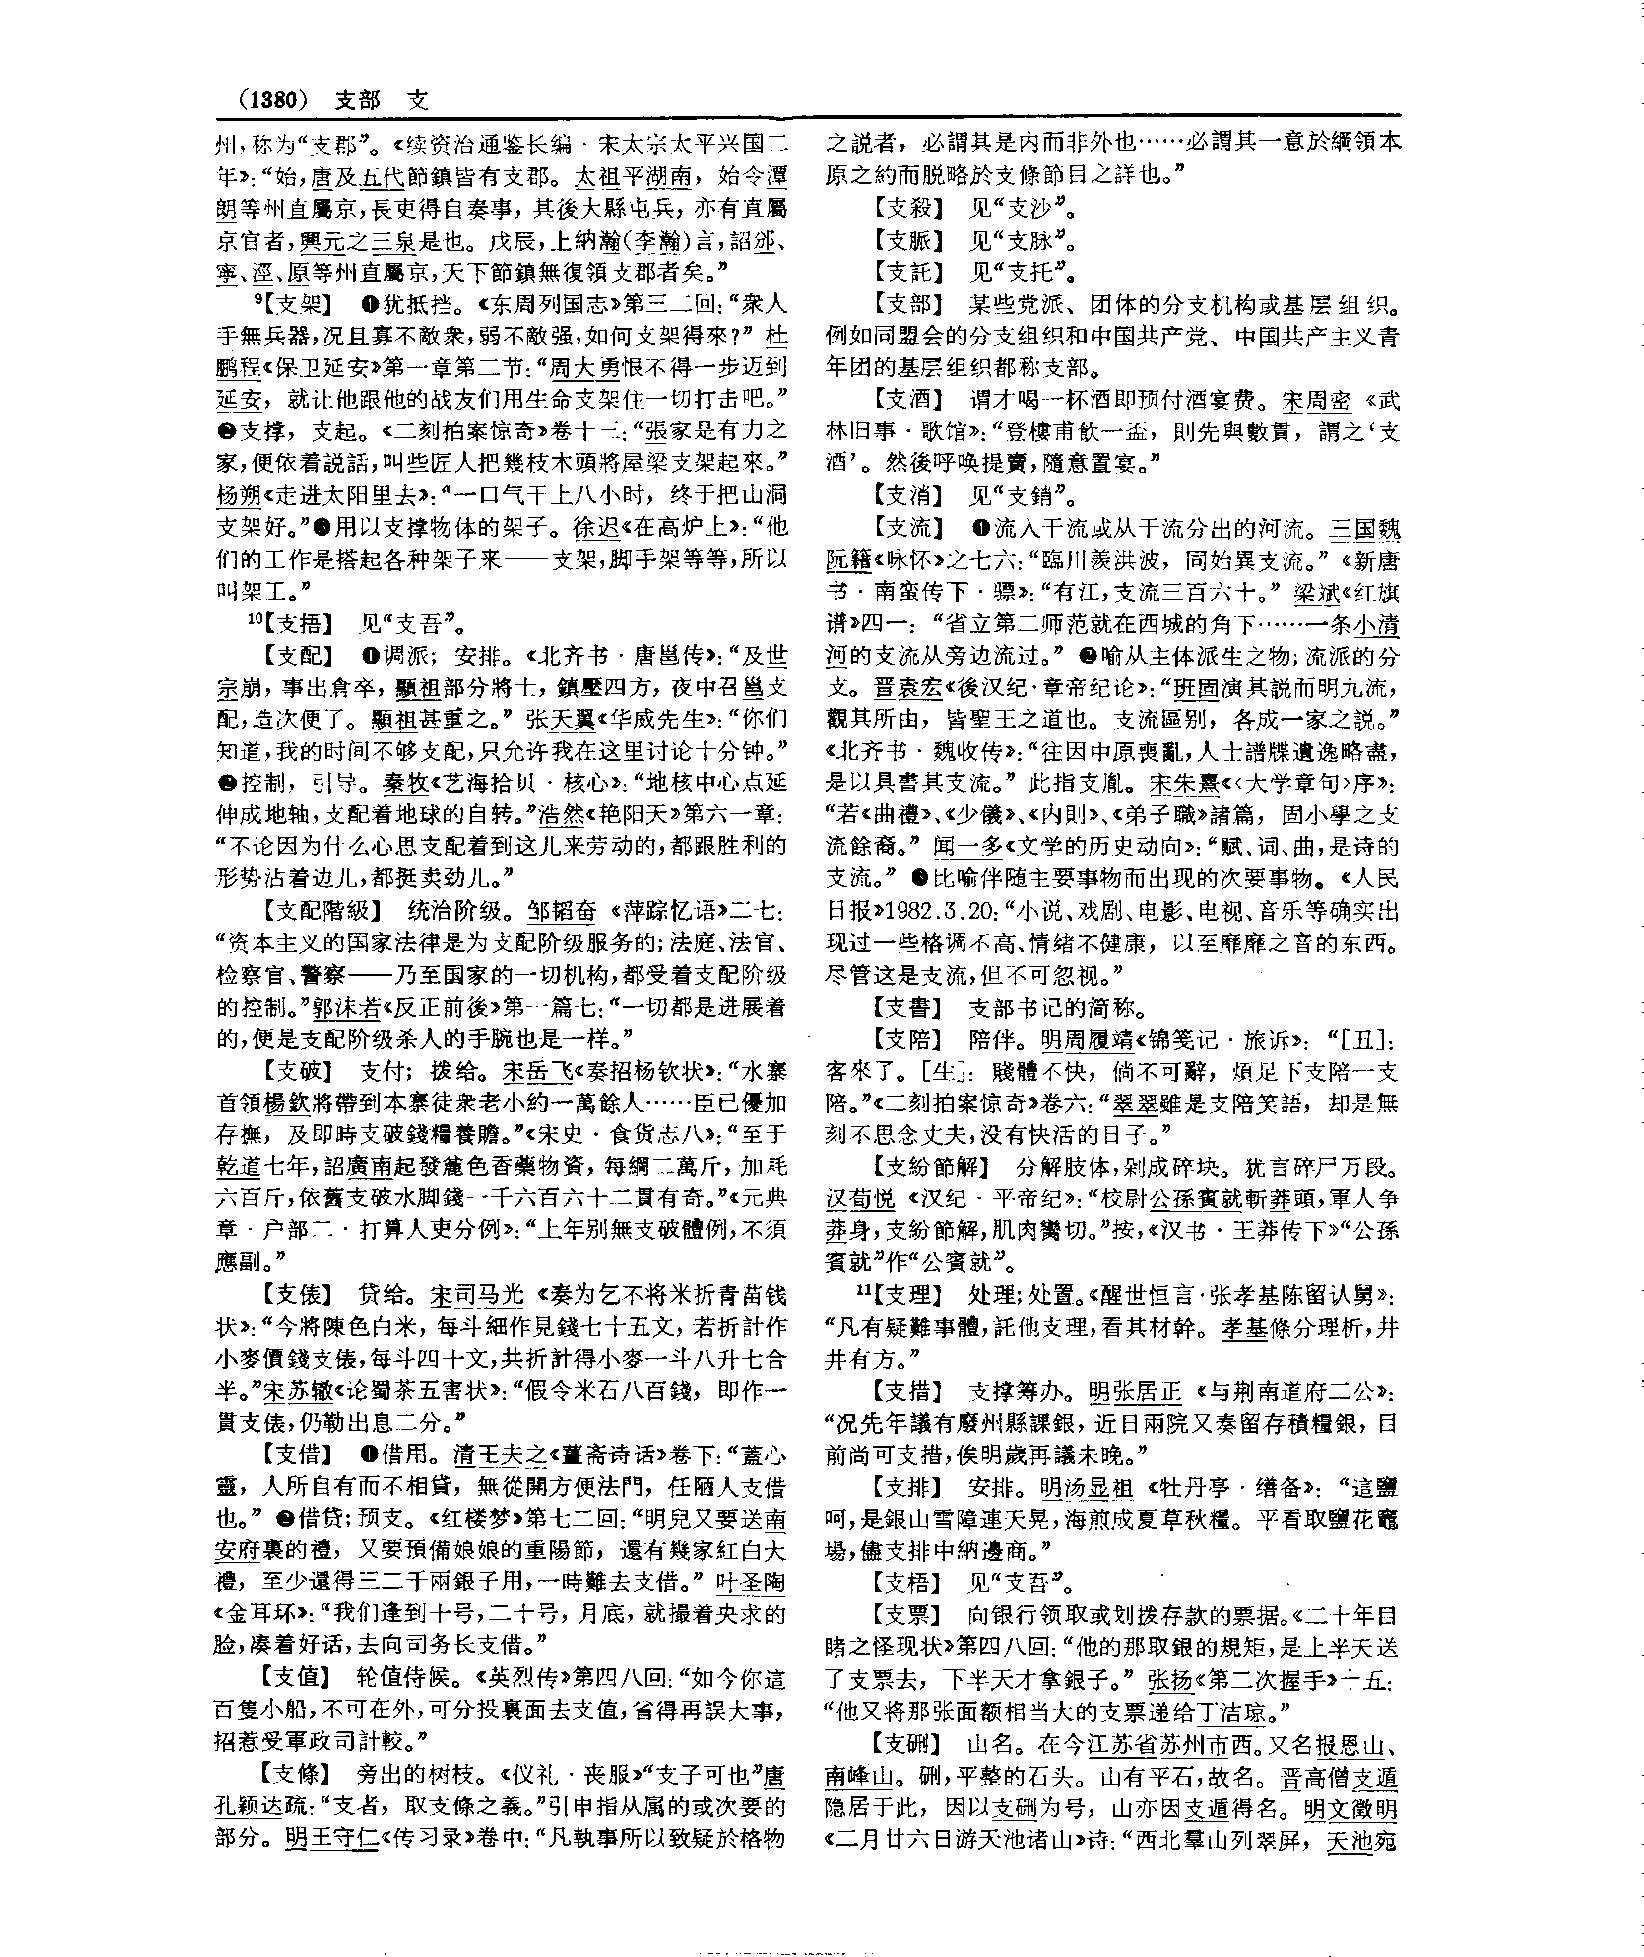 （1380） 支部 支
州，称为“支郡”。《续资治通鉴长编·宋太宗太平兴国二
年》：“始，唐及五代節鎮皆有支郡。太祖平湖南，始令潭
朗等州直屬京，長吏得自奏事，其後大縣屯兵，亦有直屬
京官者，興元之三泉是也。戊辰，上納瀚(李瀚)言，詔邠、
寧、涇、原等州直屬京，天下節鎮無復領支郡者矣。”
⁹【支架】 ❶犹抵挡。《东周列国志》第三二回：“衆人
手無兵器，况且寡不敵衆，弱不敵强，如何支架得來？”杜
鹏程《保卫延安》第一章第二节：“周大勇恨不得一步迈到
延安，就让他跟他的战友们用生命支架住一切打击吧。”
❷支撑，支起。《二刻拍案惊奇》卷十三：“張家是有力之
家，便依着説話，叫些匠人把幾枝木頭將屋梁支架起來。”
杨朔《走进太阳里去》：“一口气干上八小时，终于把山洞
支架好。”❸用以支撑物体的架子。徐迟《在高炉上》：“他
们的工作是搭起各种架子来——支架，脚手架等等，所以
叫架工。”
¹⁰【支捂】 见“支吾”。
【支配】 ❶调派；安排。《北齐书·唐邕传》：“及世
宗崩，事出倉卒，顯祖部分將士，鎮壓四方，夜中召邕支
配，造次便了。顯祖甚重之。”张天翼《华威先生》：“你们
知道，我的时间不够支配，只允许我在这里讨论十分钟。”
❷控制，引导。秦牧《艺海拾贝·核心》：“地核中心点延
伸成地轴，支配着地球的自转。”浩然《艳阳天》第六一章：
“不论因为什么心思支配着到这儿来劳动的，都跟胜利的
形势沾着边儿，都挺卖劲儿。”
【支配階級】 统治阶级。邹韬奋《萍踪忆语》二七：
“资本主义的国家法律是为支配阶级服务的；法庭、法官、
检察官、警察——乃至国家的一切机构，都受着支配阶级
的控制。”郭沫若《反正前後》第一篇七：“一切都是进展着
的，便是支配阶级杀人的手腕也是一样。”
【支破】 支付；拨给。宋岳飞《奏招杨钦状》：“水寨
首領楊欽將帶到本寨徒衆老小約一萬餘人……臣已優加
存撫，及即時支破錢糧養贍。”《宋史·食货志八》：“至于
乾道七年，詔廣南起發麄色香藥物資，每綱二萬斤，加耗
六百斤，依舊支破水脚錢一千六百六十二貫有奇。”《元典
章·户部二·打算人吏分例》：“上年别無支破體例，不須
應副。”
【支俵】 贷给。宋司马光《奏为乞不将米折青苗钱
状》：“今將陳色白米，每斗細作見錢七十五文，若折計作
小麥價錢支俵，每斗四十文，共折計得小麥一斗八升七合
半。”宋苏辙《论蜀茶五害状》：“假令米石八百錢，即作一
貫支俵，仍勒出息二分。”
【支借】 ❶借用。清王夫之《薑斋诗话》卷下：“蓋心
靈，人所自有而不相貸，無從開方便法門，任陋人支借
也。”❷借贷；预支。《红楼梦》第七二回：“明兒又要送南
安府裏的禮，又要預備娘娘的重陽節，還有幾家紅白大
禮，至少還得三二千兩銀子用，一時難去支借。”叶圣陶
《金耳环》：“我们逢到十号，二十号，月底，就撮着央求的
脸，凑着好话，去向司务长支借。”
【支值】 轮值侍候。《英烈传》第四八回：“如今你這
百隻小船，不可在外，可分投裏面去支值，省得再誤大事，
招惹受軍政司計較。”
【支條】 旁出的树枝。《仪礼·丧服》“支子可也”唐
孔颖达疏：“支者，取支條之義。”引申指从属的或次要的
部分。明王守仁《传习录》卷中：“凡執事所以致疑於格物
之説者，必謂其是内而非外也……必謂其一意於綱領本
原之約而脱略於支條節目之詳也。”
【支殺】 见“支沙”。
【支脈】 见“支脉”。
【支託】 见“支托”。
【支部】 某些党派、团体的分支机构或基层组织。
例如同盟会的分支组织和中国共产党、中国共产主义青
年团的基层组织都称支部。
【支酒】 谓才喝一杯酒即预付酒宴费。宋周密《武
林旧事·歌馆》：“登樓甫飲一盃，則先與數貫，謂之‘支
酒’。然後呼唤提賣，隨意置宴。”
【支消】 见“支銷”。
【支流】 ❶流入干流或从干流分出的河流。三国魏
阮籍《咏怀》之七六：“臨川羨洪波，同始異支流。”《新唐
书·南蛮传下·骠》：“有江，支流三百六十。”梁斌《红旗
谱》四一：“省立第二师范就在西城的角下……一条小清
河的支流从旁边流过。”❷喻从主体派生之物；流派的分
支。晋袁宏《後汉纪·章帝纪论》：“班固演其説而明九流，
觀其所由，皆聖王之道也。支流區别，各成一家之説。”
《北齐书·魏收传》：“往因中原喪亂，人士譜牒遺逸略盡，
是以具書其支流。”此指支胤。宋朱熹《〈大学章句〉序》：
“若《曲禮》、《少儀》、《内則》、《弟子職》諸篇，固小學之支
流餘裔。”闻一多《文学的历史动向》：“赋、词、曲，是诗的
支流。”❸比喻伴随主要事物而出现的次要事物。《人民
日报》1982.3.20：“小说、戏剧、电影、电视、音乐等确实出
现过一些格调不高、情绪不健康，以至靡靡之音的东西。
尽管这是支流，但不可忽视。”
【支書】 支部书记的简称。
【支陪】 陪伴。明周履靖《锦笺记·旅诉》：“［丑］：
客來了。［生］：賤體不快，倘不可辭，煩足下支陪一支
陪。”《二刻拍案惊奇》卷六：“翠翠雖是支陪笑語，却是無
刻不思念丈夫，没有快活的日子。”
【支紛節解】 分解肢体，剁成碎块。犹言碎尸万段。
汉荀悦《汉纪·平帝纪》：“校尉公孫賓就斬莽頭，軍人争
莽身，支紛節解，肌肉臠切。”按，《汉书·王莽传下》“公孫
賓就”作“公賓就”。
¹¹【支理】 处理；处置。《醒世恒言·张孝基陈留认舅》：
“凡有疑難事體，託他支理，看其材幹。孝基條分理析，井
井有方。”
【支措】 支撑筹办。明张居正《与荆南道府二公》：
“况先年議有廢州縣課銀，近日兩院又奏留存積糧銀，目
前尚可支措，俟明歲再議未晚。”
【支排】 安排。明汤显祖《牡丹亭·缮备》：“這鹽
呵，是銀山雪障連天晃，海煎成夏草秋糧。平看取鹽花竈
場，儘支排中納邊商。”
【支梧】 见“支吾”。
【支票】 向银行领取或划拨存款的票据。《二十年目
睹之怪现状》第四八回：“他的那取銀的規矩，是上半天送
了支票去，下半天才拿銀子。”张扬《第二次握手》十五：
“他又将那张面额相当大的支票递给丁洁琼。”
【支硎】 山名。在今江苏省苏州市西。又名报恩山、
南峰山。硎，平整的石头。山有平石，故名。晋高僧支遁
隐居于此，因以支硎为号，山亦因支遁得名。明文徵明
《二月廿六日游天池诸山》诗：“西北羣山列翠屏，天池宛